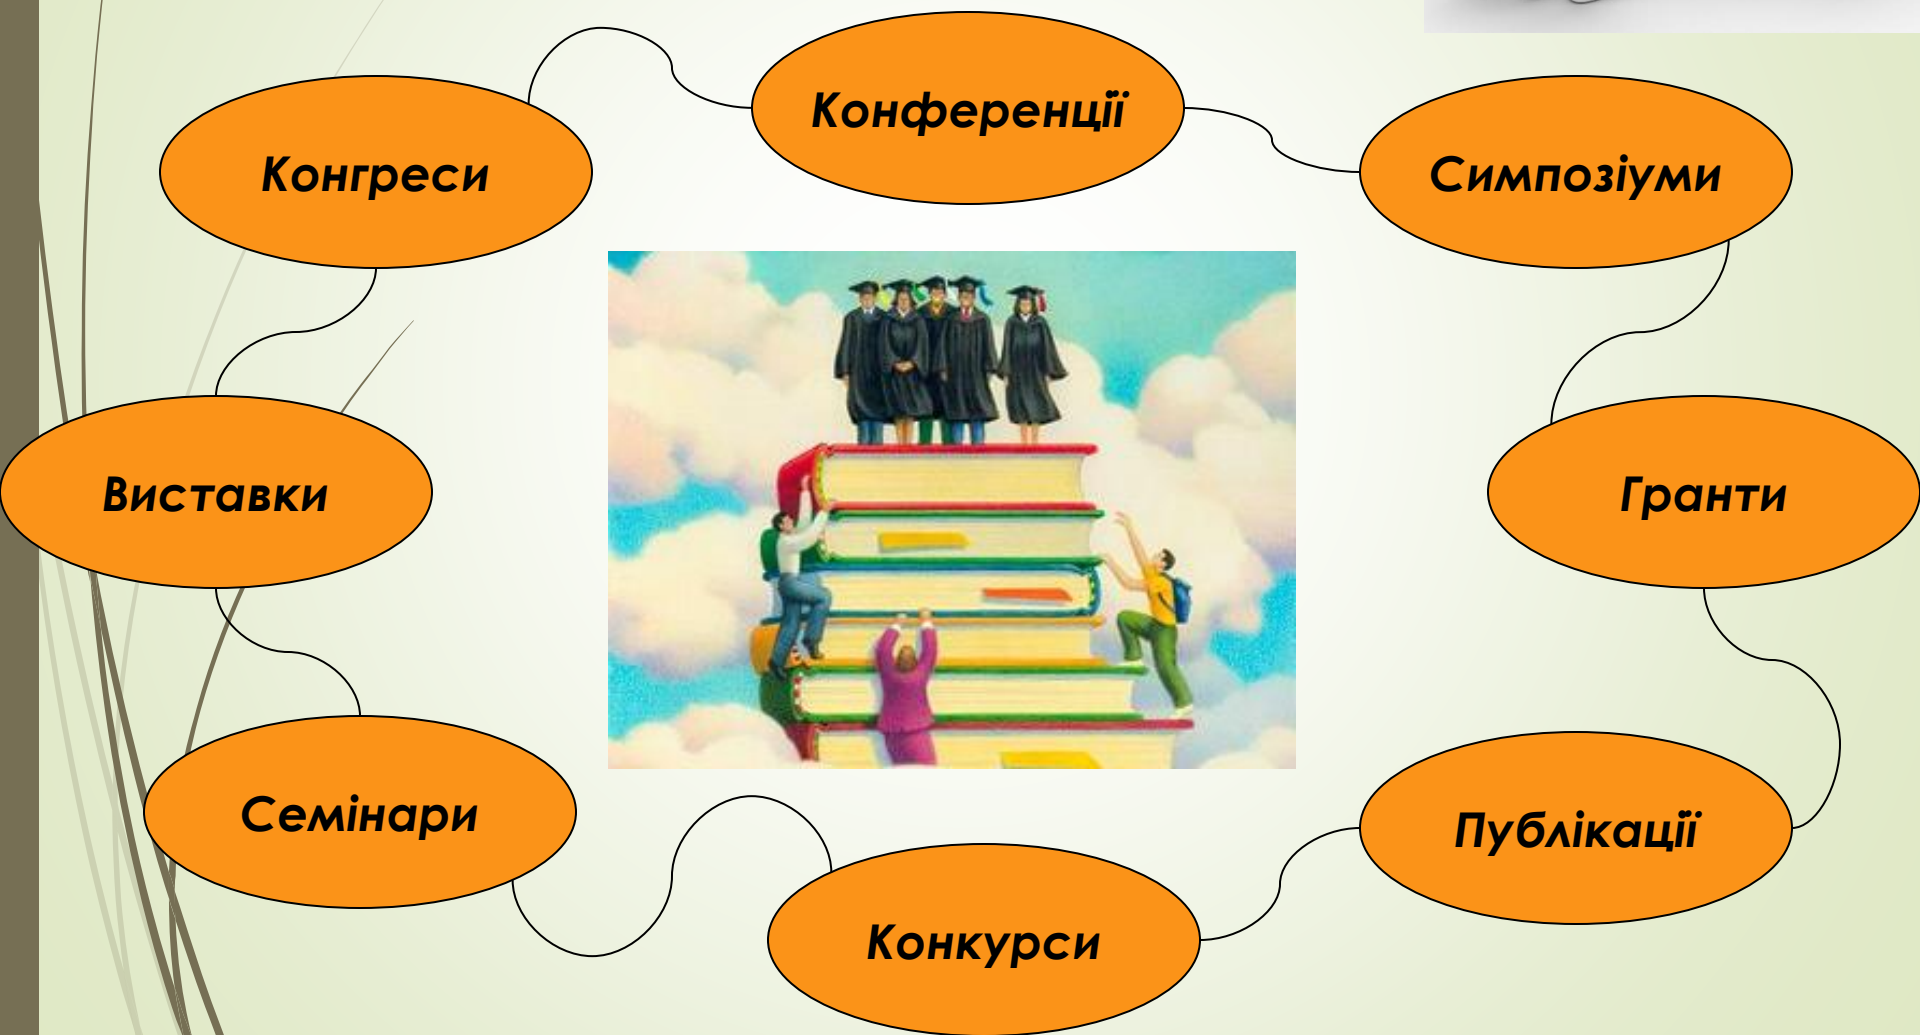 Конференції
Конгреси
Симпозіуми
Виставки
Гранти
Семінари
Публікації
Конкурси